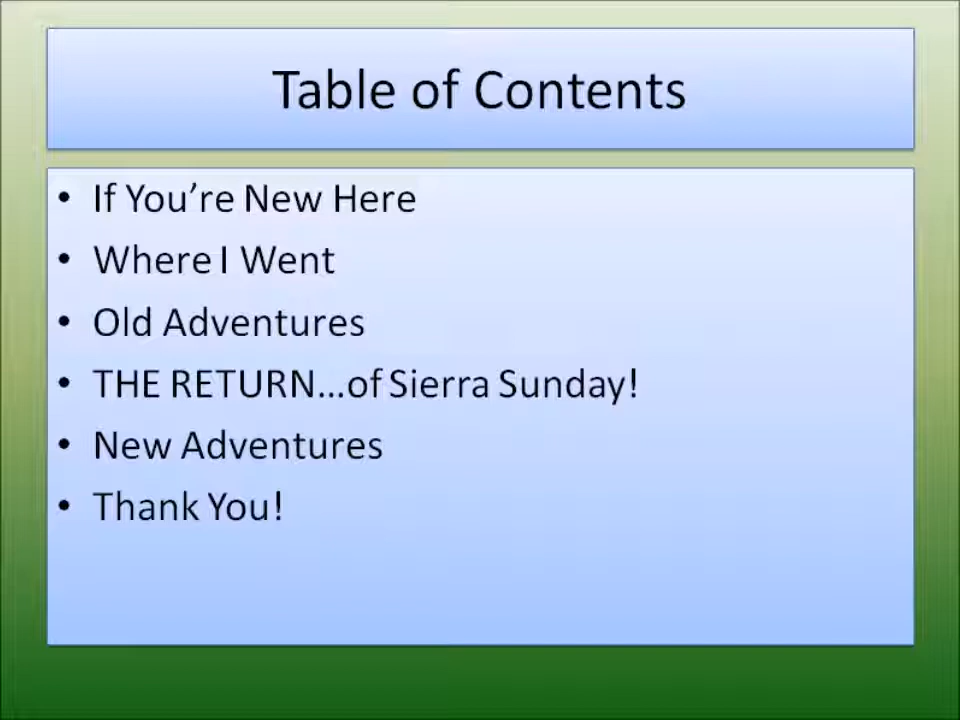 Table of Contents
• If You’re New Here
• Where I Went
• Old Adventures
• THE RETURN…of Sierra Sunday!
• New Adventures
• Thank You!